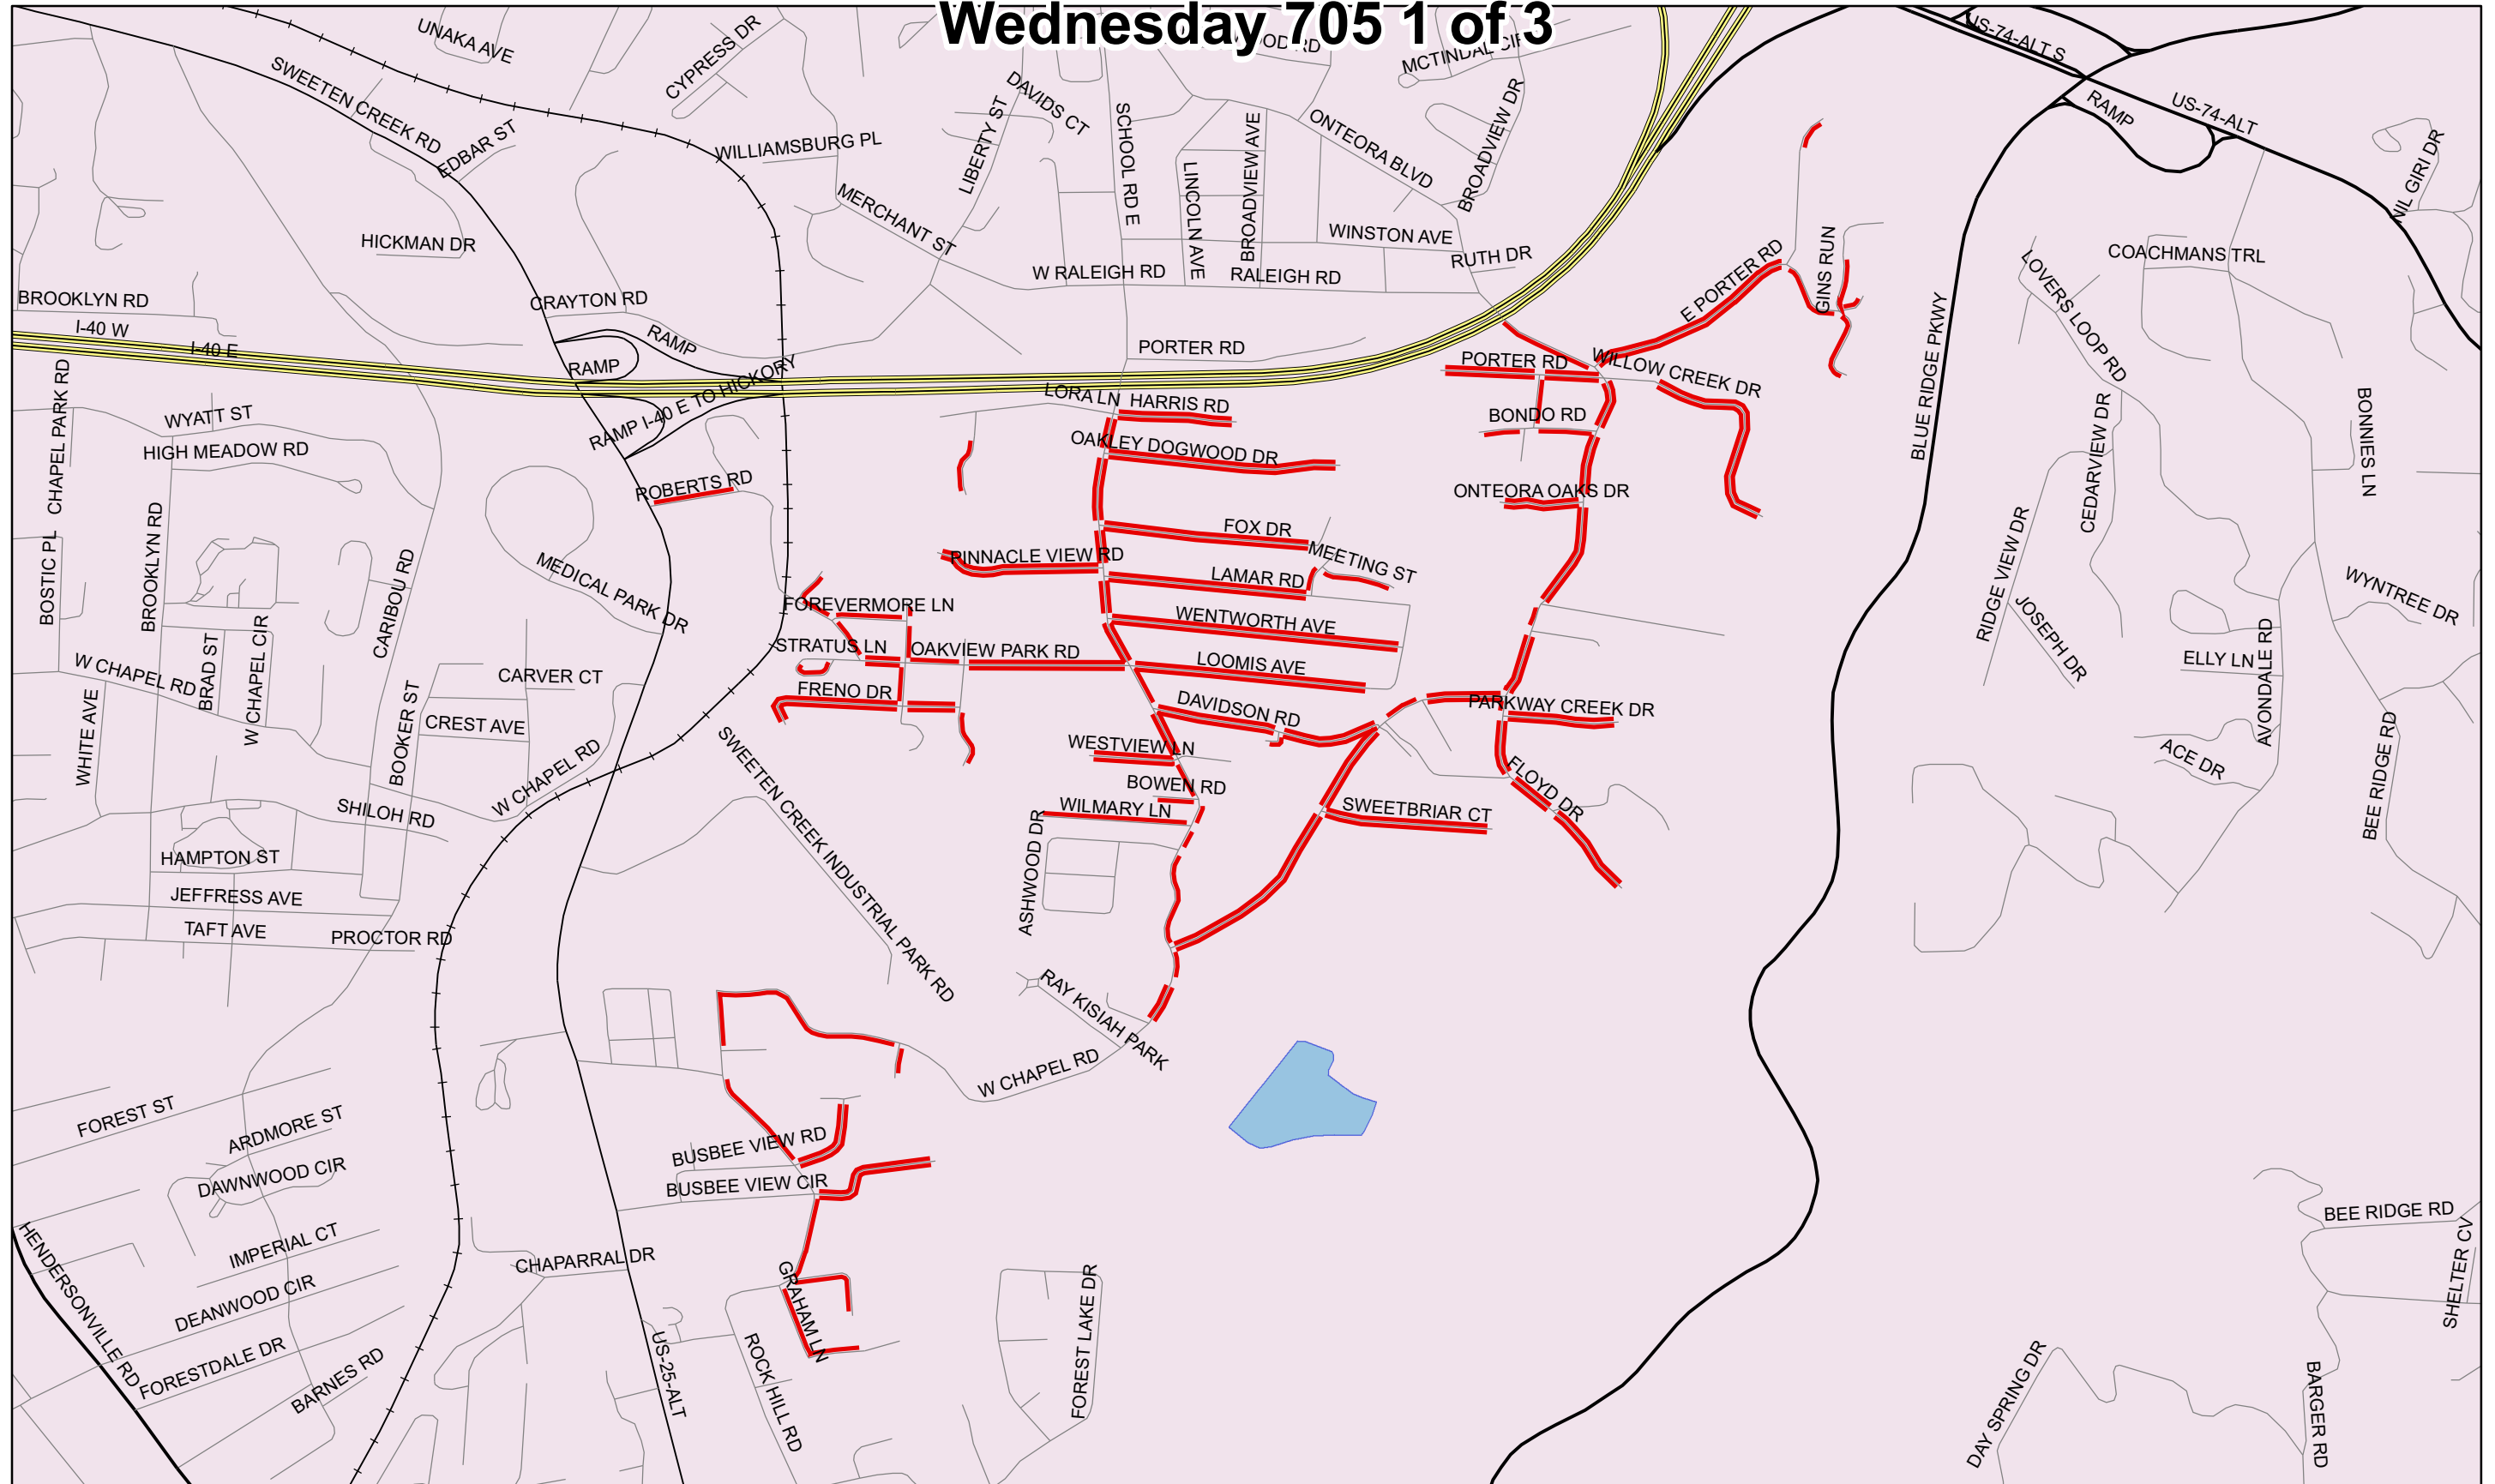 Wednesday 705 1 of 3
UNAKA AVE
CYPRESS DR
MCTINDAL CIR
US-74-ALT S
SWEETEN CREEK RD
EDBAR ST
DAVIDS CT
SCHOOL RD E
ONTEORA BLVD
BROADVIEW DR
RAMP
US-74-ALT
WILLIAMSBURG PL
LIBERTY ST
LINCOLN AVE
BROADVIEW AVE
NIL GIRI DR
MERCHANT ST
HICKMAN DR
WINSTON AVE
RUTH DR
COACHMANS TRL
LOVERS LOOP RD
W RALEIGH RD
RALEIGH RD
E PORTER RD
GINS RUN
BROOKLYN RD
I-40 W
I-40 E
CRAYTON RD
RAMP
RAMP
RAMP I-40 E TO HICKORY
PORTER RD
PORTER RD
WILLOW CREEK DR
BLUE RIDGE PKWY
CHAPEL PARK RD
WYATT ST
HIGH MEADOW RD
LORA LN
HARRIS RD
BONDO RD
OAKLEY DOGWOOD DR
CEDARVIEW DR
BONNIES LN
ROBERTS RD
ONTEORA OAKS DR
BOSTIC PL
BROOKLYN RD
CARIBOU RD
MEDICAL PARK DR
FOX DR
MEETING ST
PINNACLE VIEW RD
LAMAR RD
RIDGE VIEW DR
JOSEPH DR
WYNTREE DR
FOREVERMORE LN
WENTWORTH AVE
STRATUS LN
OAKVIEW PARK RD
LOOMIS AVE
ELLY LN
AVONDALE RD
W CHAPEL RD
BRAD ST
W CHAPEL CIR
CARVER CT
FRENO DR
DAVIDSON RD
PARKWAY CREEK DR
WHITE AVE
BOOKER ST
CREST AVE
W CHAPEL RD
SWEETEN CREEK INDUSTRIAL PARK RD
WESTVIEW LN
ACE DR
BEE RIDGE RD
BOWEN RD
FLOYD DR
SHILOH RD
WILMARY LN
ASHWOOD DR
SWEETBRIAR CT
HAMPTON ST
JEFFRESS AVE
TAFT AVE
PROCTOR RD
RAY KISIAH PARK
W CHAPEL RD
FOREST ST
ARDMORE ST
DAWNWOOD CIR
BUSBEE VIEW RD
BUSBEE VIEW CIR
BEE RIDGE RD
SHELTER CV
HENDERSONVILLE RD
IMPERIAL CT
CHAPARRAL DR
GRAHAM LN
DEANWOOD CIR
FORESTDALE DR
BARNES RD
US-25-ALT
ROCK HILL RD
FOREST LAKE DR
DAY SPRING DR
BARGER RD